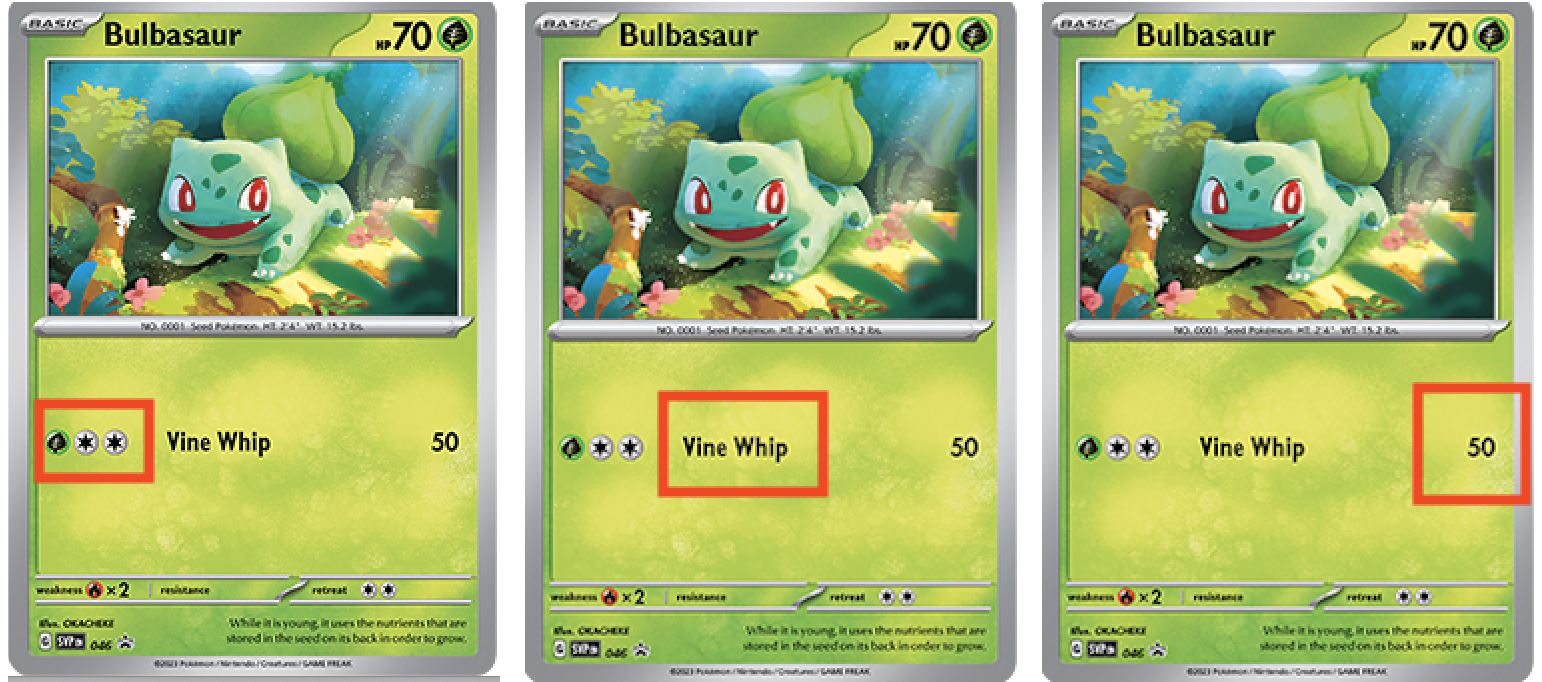 BASIC Bulbasaur HP70
NO. 0001 Seed Pokémon HT: 2'4" WT: 15.2 lbs.
Vine Whip 50
weakness ×2 resistance retreat
Illus. OKACHEKE
G SVP EN 046
While it is young, it uses the nutrients that are
stored in the seed on its back in order to grow.
©2023 Pokémon / Nintendo / Creatures / GAME FREAK
BASIC Bulbasaur HP70
NO. 0001 Seed Pokémon HT: 2'4" WT: 15.2 lbs.
Vine Whip 50
weakness ×2 resistance retreat
Illus. OKACHEKE
G SVP EN 046
While it is young, it uses the nutrients that are
stored in the seed on its back in order to grow.
©2023 Pokémon / Nintendo / Creatures / GAME FREAK
BASIC Bulbasaur HP70
NO. 0001 Seed Pokémon HT: 2'4" WT: 15.2 lbs.
Vine Whip 50
weakness ×2 resistance retreat
Illus. OKACHEKE
G SVP EN 046
While it is young, it uses the nutrients that are
stored in the seed on its back in order to grow.
©2023 Pokémon / Nintendo / Creatures / GAME FREAK